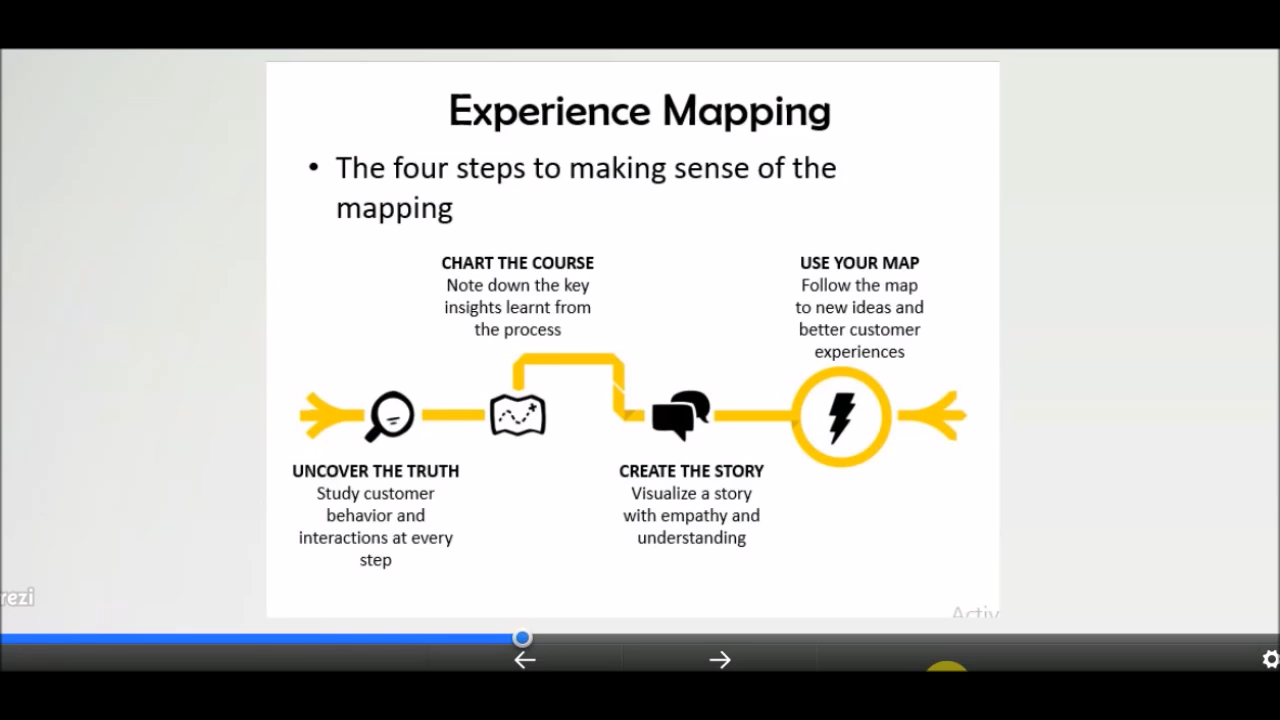 Experience Mapping
• The four steps to making sense of the
mapping
CHART THE COURSE
Note down the key
insights learnt from
the process
USE YOUR MAP
Follow the map
to new ideas and
better customer
experiences
UNCOVER THE TRUTH
Study customer
behavior and
interactions at every
step
CREATE THE STORY
Visualize a story
with empathy and
understanding
rezi
Activ